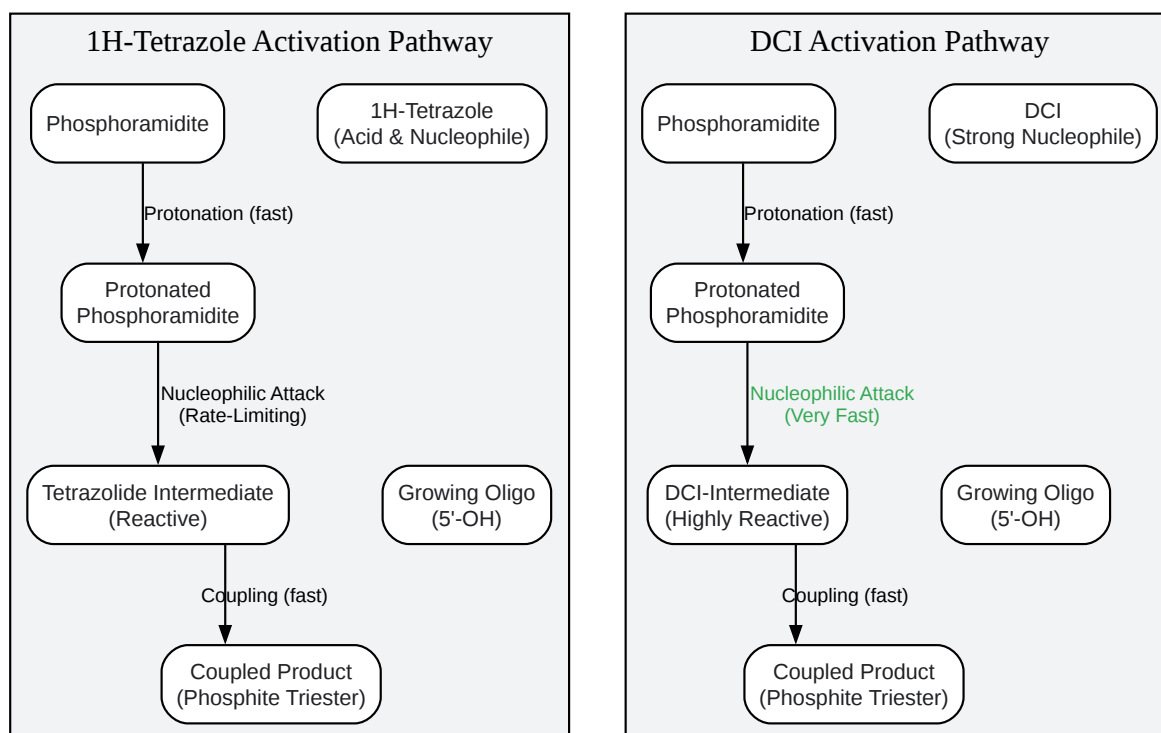 1H-Tetrazole Activation Pathway
Phosphoramidite
1H-Tetrazole
(Acid & Nucleophile)
Protonation (fast)
Protonated
Phosphoramidite
Nucleophilic Attack
(Rate-Limiting)
Tetrazolide Intermediate
(Reactive)
Growing Oligo
(5'-OH)
Coupling (fast)
Coupled Product
(Phosphite Triester)
DCI Activation Pathway
Phosphoramidite
DCI
(Strong Nucleophile)
Protonation (fast)
Protonated
Phosphoramidite
Nucleophilic Attack
(Very Fast)
DCI-Intermediate
(Highly Reactive)
Growing Oligo
(5'-OH)
Coupling (fast)
Coupled Product
(Phosphite Triester)